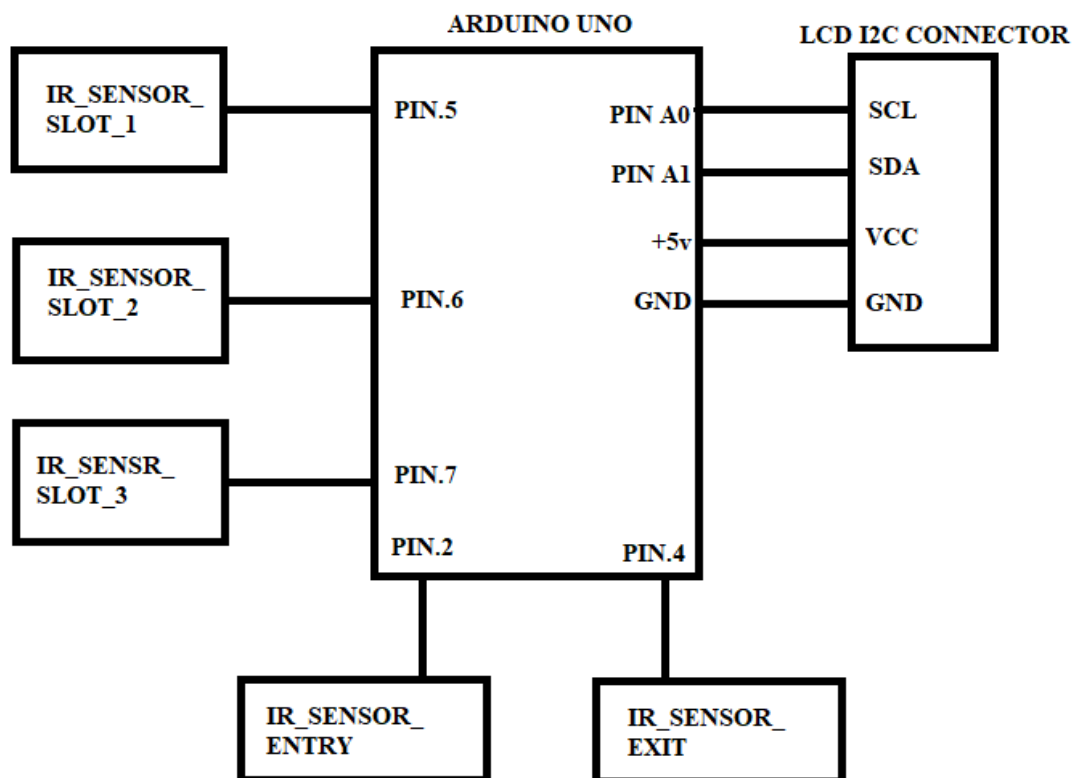 ARDUINO UNO
LCD I2C CONNECTOR
IR_SENSOR_
SLOT_1
PIN.5
PIN A0
SCL
PIN A1
SDA
IR_SENSOR_
SLOT_2
PIN.6
+5v
VCC
GND
GND
IR_SENSR_
SLOT_3
PIN.7
PIN.2
PIN.4
IR_SENSOR_
ENTRY
IR_SENSOR_
EXIT